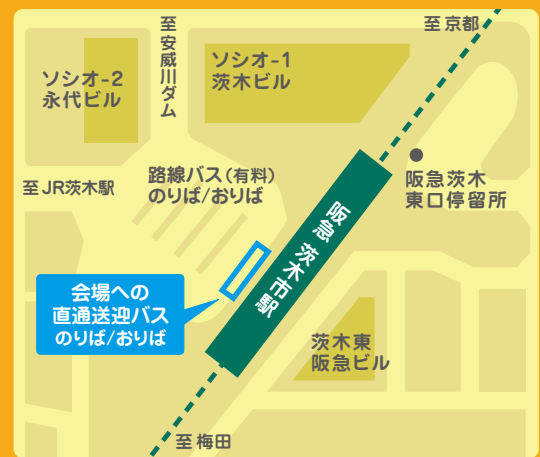 至京都
至安威川ダム
ソシオ-1
茨木ビル
ソシオ-2
永代ビル
路線バス(有料)
のりば/おりば
至JR茨木駅
阪急茨木
東口停留所
阪急 茨木市駅
会場への
直通送迎バス
のりば/おりば
茨木東
阪急ビル
至梅田